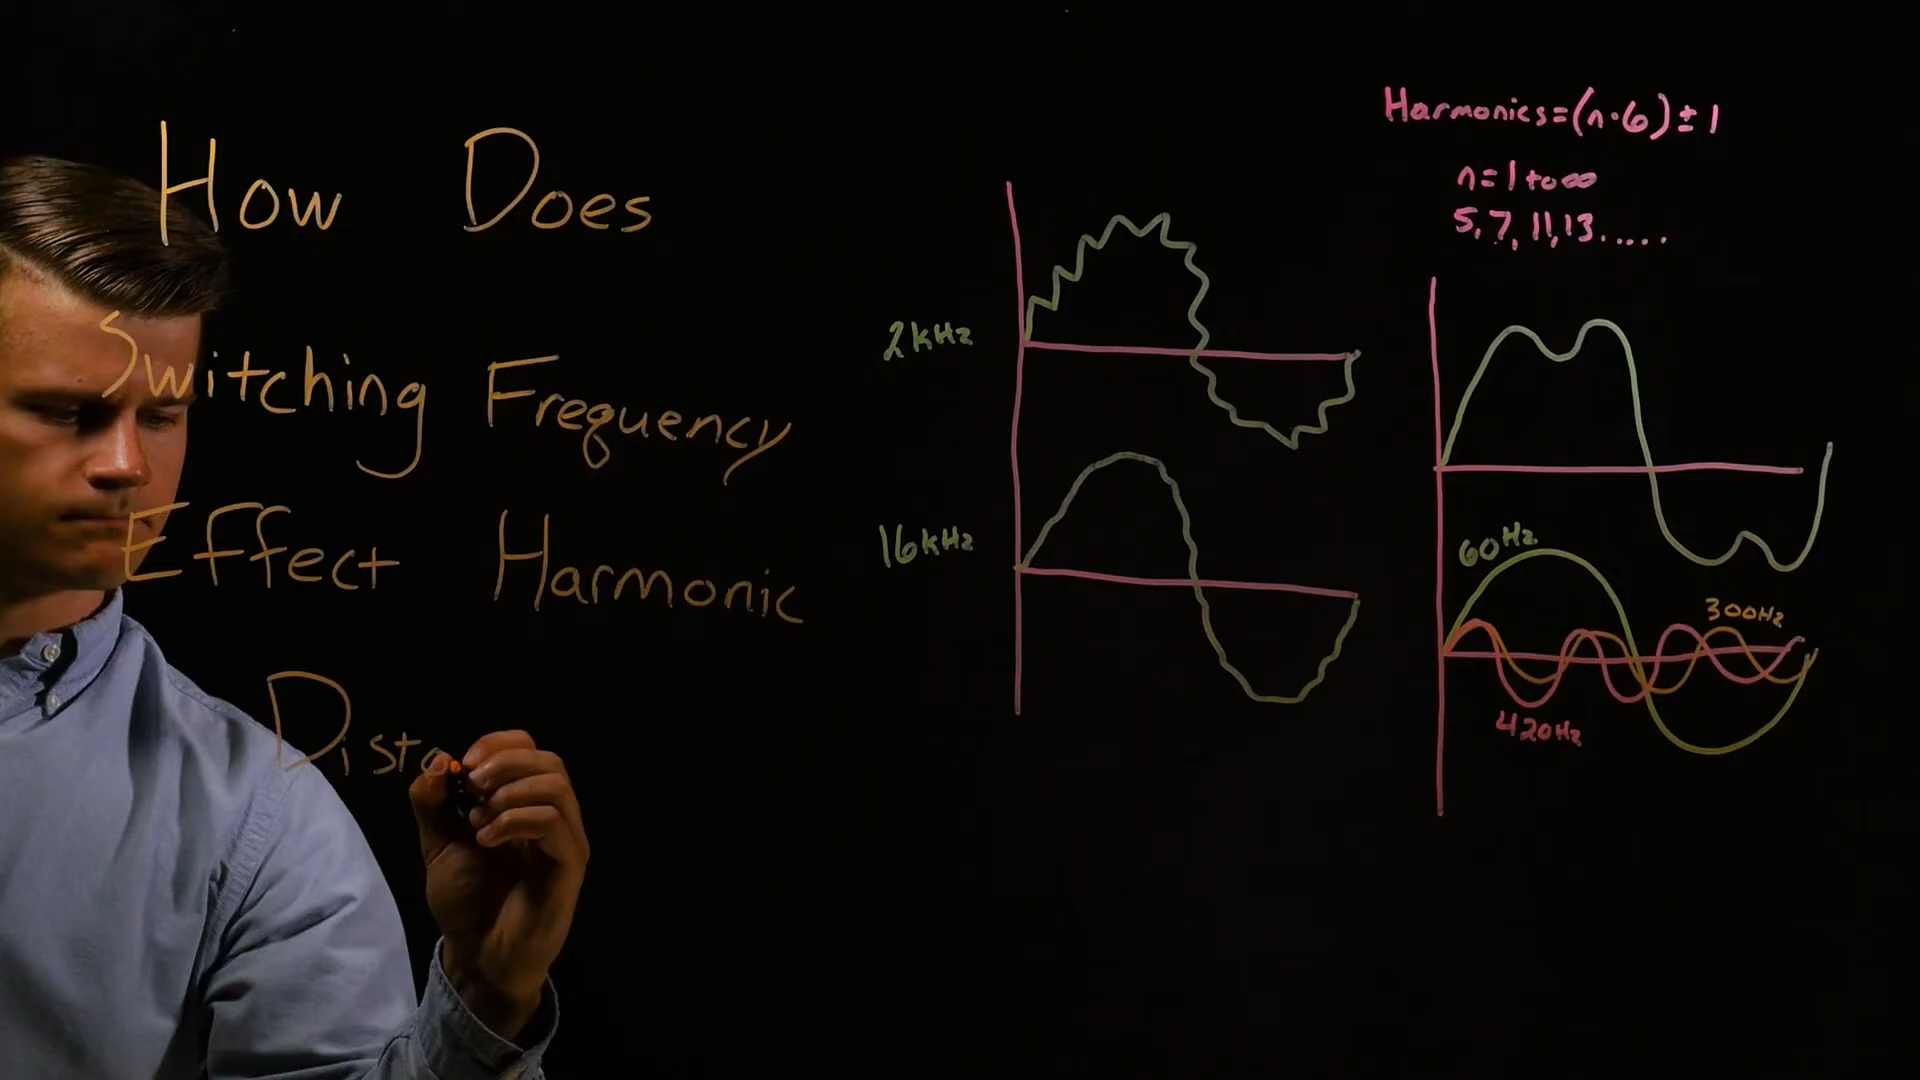 How Does
Switching Frequency
Effect Harmonic
Disto
2kHz
16kHz
Harmonics=(n·6)±1
n=1 to ∞
5, 7, 11, 13.....
60Hz
300Hz
420Hz